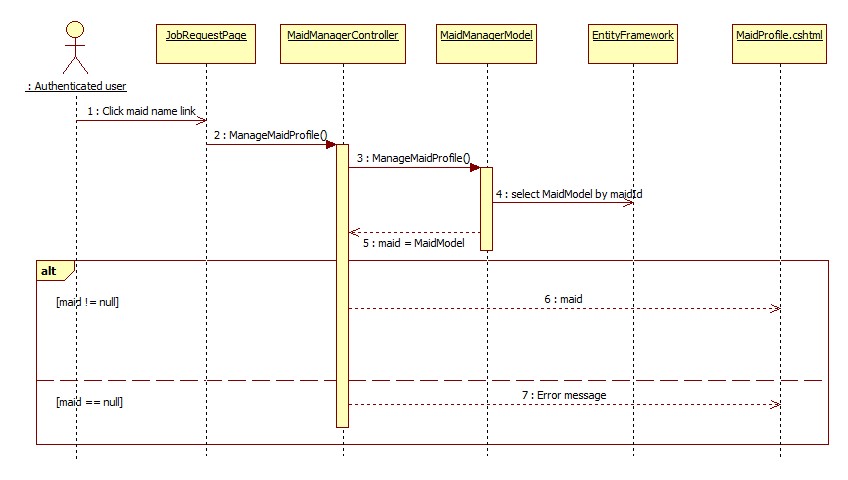 JobRequestPage
MaidManagerController
MaidManagerModel
EntityFramework
MaidProfile.cshtml
: Authenticated user
1 : Click maid name link
2 : ManageMaidProfile()
3 : ManageMaidProfile()
4 : select MaidModel by maidId
5 : maid = MaidModel
alt
[maid != null]
6 : maid
[maid == null]
7 : Error message